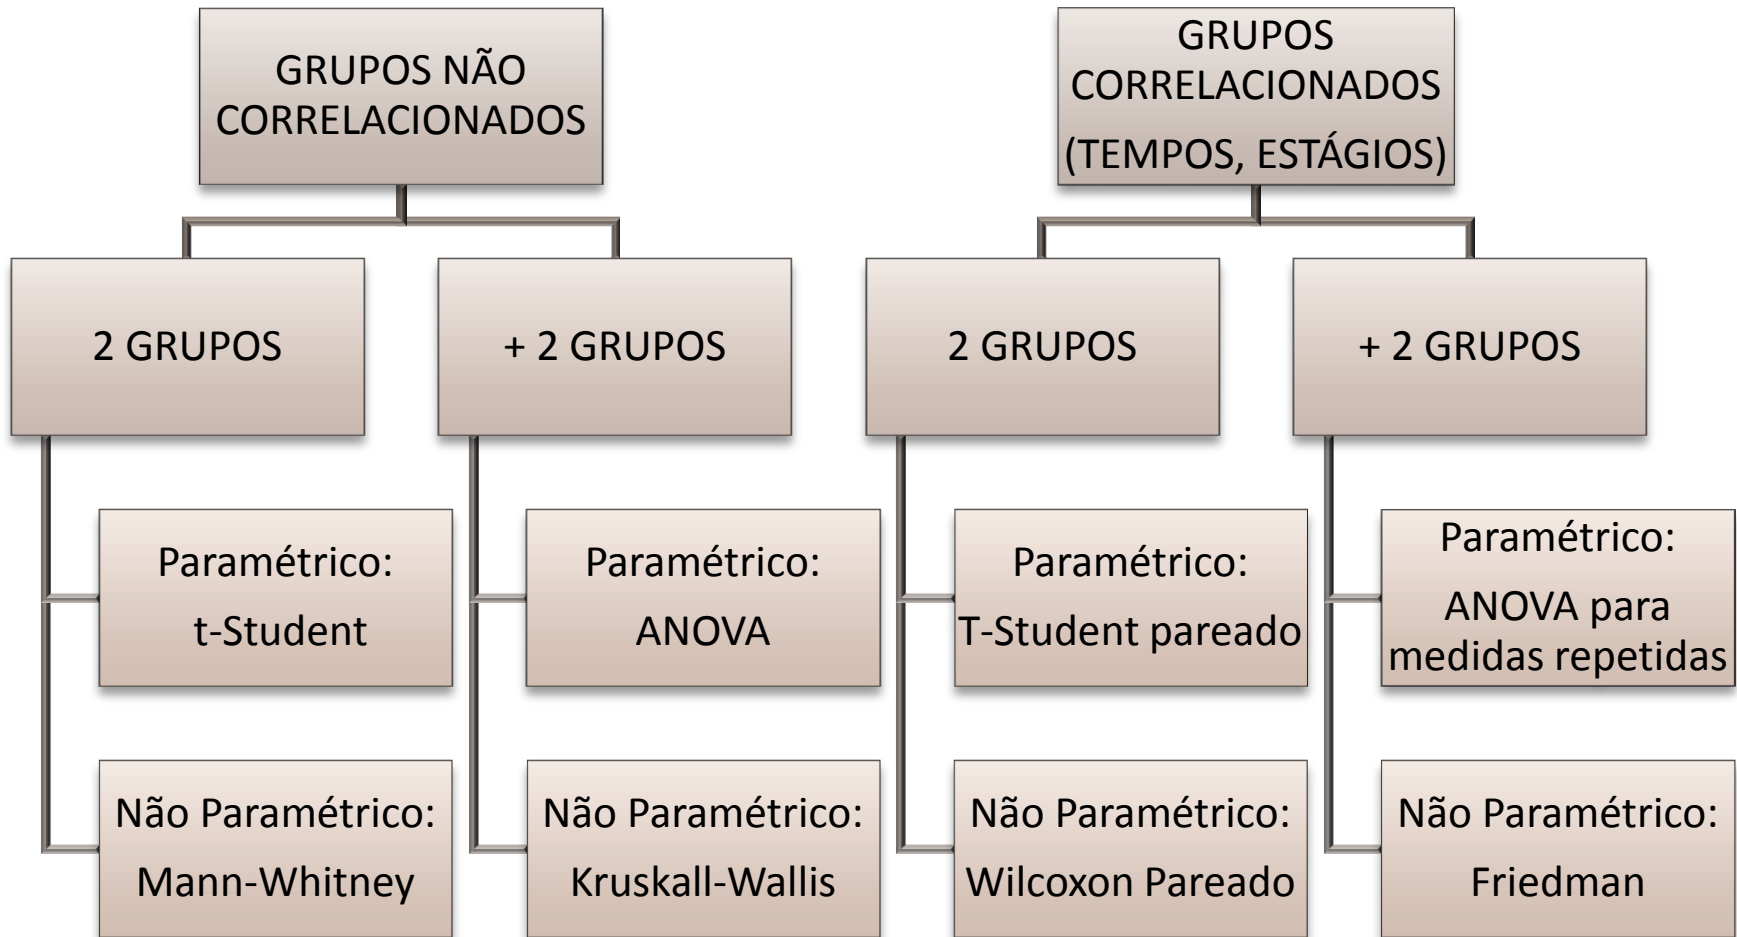 GRUPOS NÃO
CORRELACIONADOS
2 GRUPOS
Paramétrico:
t-Student
Não Paramétrico:
Mann-Whitney
+ 2 GRUPOS
Paramétrico:
ANOVA
Não Paramétrico:
Kruskall-Wallis
GRUPOS
CORRELACIONADOS
(TEMPOS, ESTÁGIOS)
2 GRUPOS
Paramétrico:
T-Student pareado
Não Paramétrico:
Wilcoxon Pareado
+ 2 GRUPOS
Paramétrico:
ANOVA para
medidas repetidas
Não Paramétrico:
Friedman